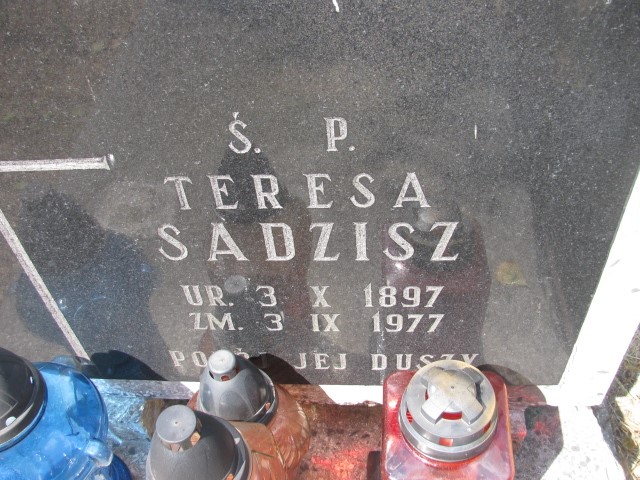 Ś. P.
TERESA
SADZISZ
UR. 3 X 1897
ZM. 3 IX 1977
JEJ DUSZY